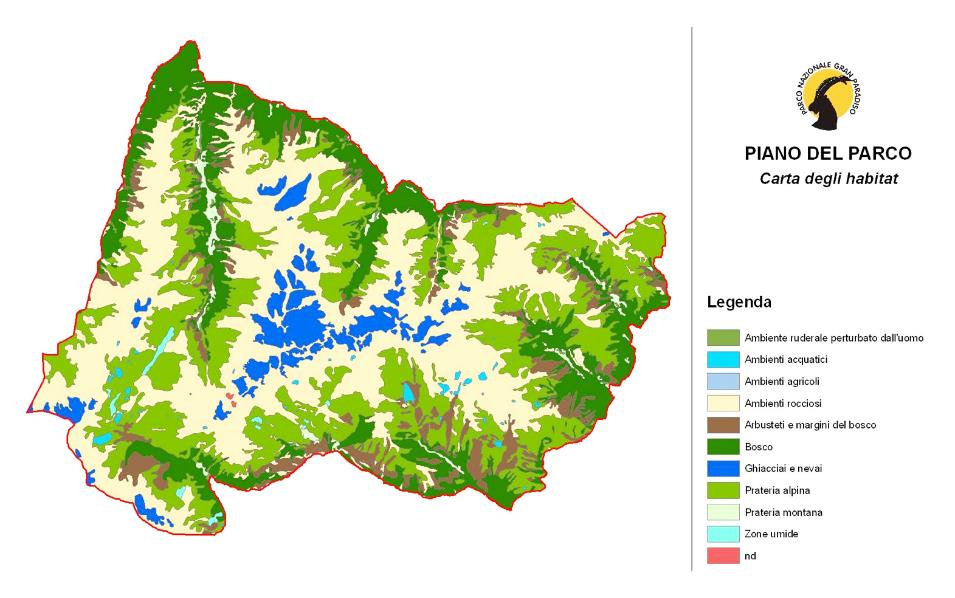 PARCO NAZIONALE GRAN PARADISO
PIANO DEL PARCO
Carta degli habitat
Legenda
Ambiente ruderale perturbato dall'uomo
Ambienti acquatici
Ambienti agricoli
Ambienti rocciosi
Arbusteti e margini del bosco
Bosco
Ghiacciai e nevai
Prateria alpina
Prateria montana
Zone umide
nd